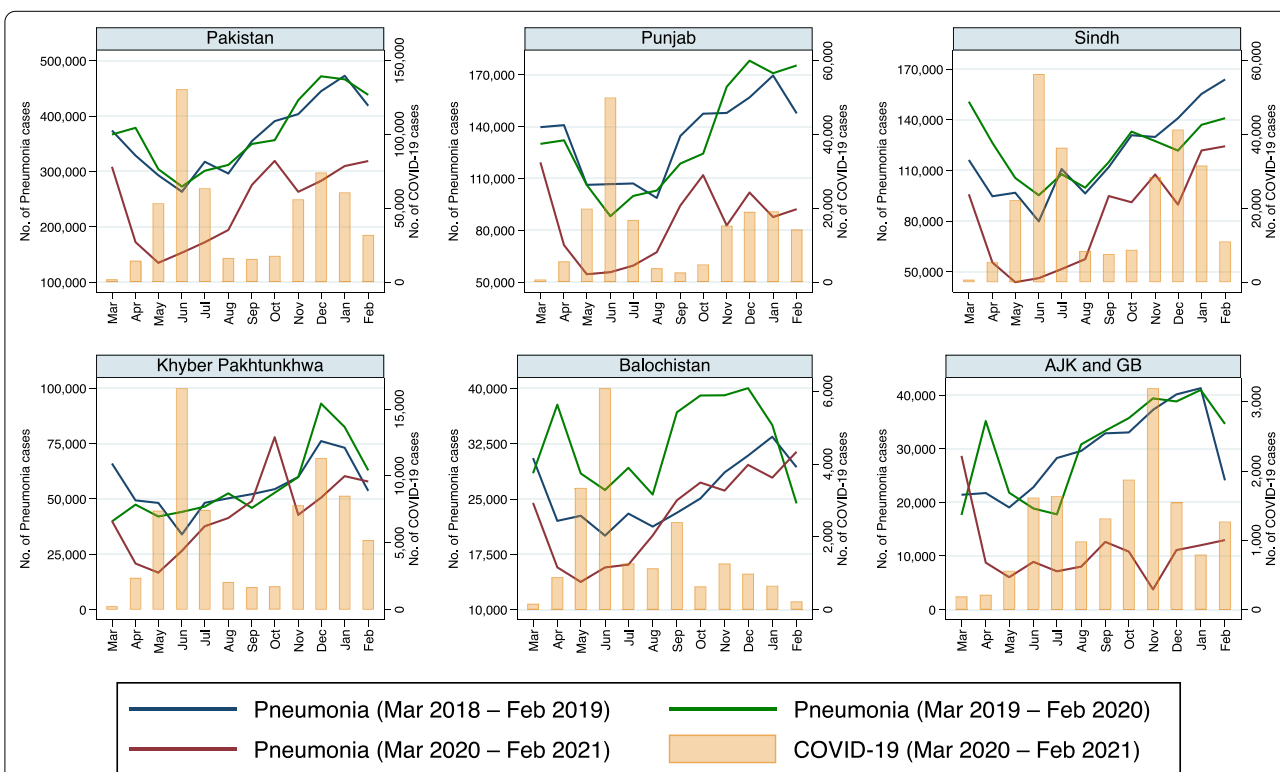 Pakistan
No. of Pneumonia cases
500,000
400,000
300,000
200,000
100,000
150,000
100,000
50,000
0
No. of COVID-19 cases
Mar Apr May Jun Jul Aug Sep Oct Nov Dec Jan Feb
Punjab
No. of Pneumonia cases
170,000
140,000
110,000
80,000
50,000
60,000
40,000
20,000
0
No. of COVID-19 cases
Mar Apr May Jun Jul Aug Sep Oct Nov Dec Jan Feb
Sindh
No. of Pneumonia cases
170,000
140,000
110,000
80,000
50,000
60,000
40,000
20,000
0
No. of COVID-19 cases
Mar Apr May Jun Jul Aug Sep Oct Nov Dec Jan Feb
Khyber Pakhtunkhwa
No. of Pneumonia cases
100,000
75,000
50,000
25,000
0
15,000
10,000
5,000
0
No. of COVID-19 cases
Mar Apr May Jun Jul Aug Sep Oct Nov Dec Jan Feb
Balochistan
No. of Pneumonia cases
40,000
32,500
25,000
17,500
10,000
6,000
4,000
2,000
0
No. of COVID-19 cases
Mar Apr May Jun Jul Aug Sep Oct Nov Dec Jan Feb
AJK and GB
No. of Pneumonia cases
40,000
30,000
20,000
10,000
0
3,000
2,000
1,000
0
No. of COVID-19 cases
Mar Apr May Jun Jul Aug Sep Oct Nov Dec Jan Feb
Pneumonia (Mar 2018 – Feb 2019)
Pneumonia (Mar 2019 – Feb 2020)
Pneumonia (Mar 2020 – Feb 2021)
COVID-19 (Mar 2020 – Feb 2021)